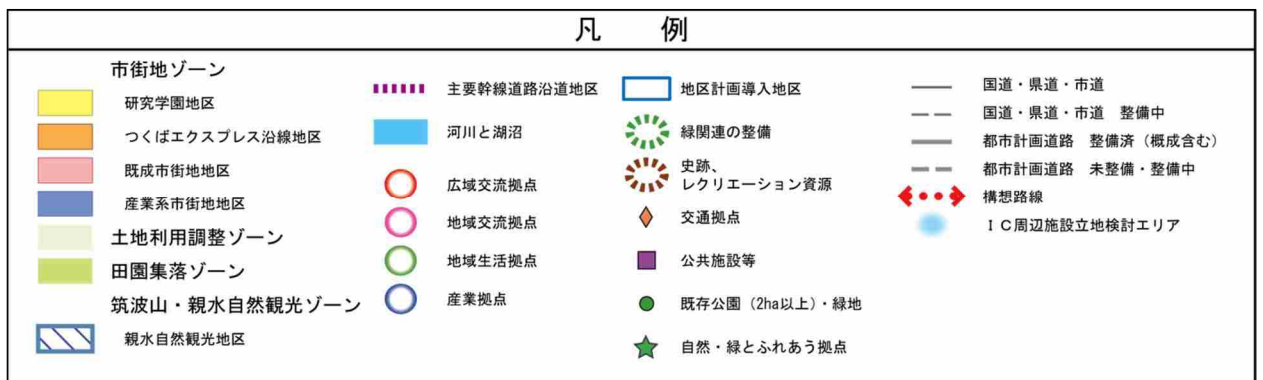 凡 例
市街地ゾーン
研究学園地区
つくばエクスプレス沿線地区
既成市街地地区
産業系市街地地区
土地利用調整ゾーン
田園集落ゾーン
筑波山・親水自然観光ゾーン
親水自然観光地区
主要幹線道路沿道地区
河川と湖沼
広域交流拠点
地域交流拠点
地域生活拠点
産業拠点
地区計画導入地区
緑関連の整備
史跡、
レクリエーション資源
交通拠点
公共施設等
既存公園（2ha以上）・緑地
自然・緑とふれあう拠点
国道・県道・市道
国道・県道・市道 整備中
都市計画道路 整備済（概成含む）
都市計画道路 未整備・整備中
構想路線
ＩＣ周辺施設立地検討エリア